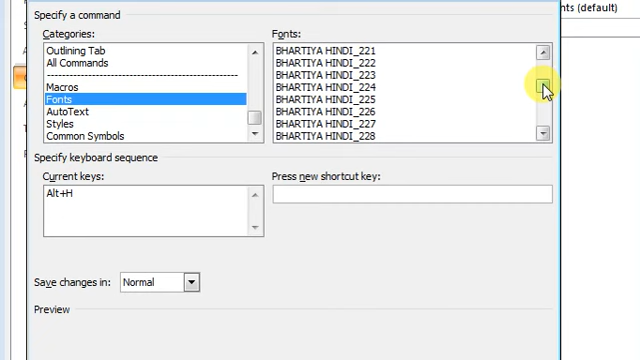 Specify a command
nts (default)
Categories:
Fonts:
Outlining Tab
All Commands
Macros
Fonts
AutoText
Styles
Common Symbols
BHARTIYA HINDI_221
BHARTIYA HINDI_222
BHARTIYA HINDI_223
BHARTIYA HINDI_224
BHARTIYA HINDI_225
BHARTIYA HINDI_226
BHARTIYA HINDI_227
BHARTIYA HINDI_228
Specify keyboard sequence
Current keys:
Press new shortcut key:
Alt+H
Save changes in:
Normal
Preview